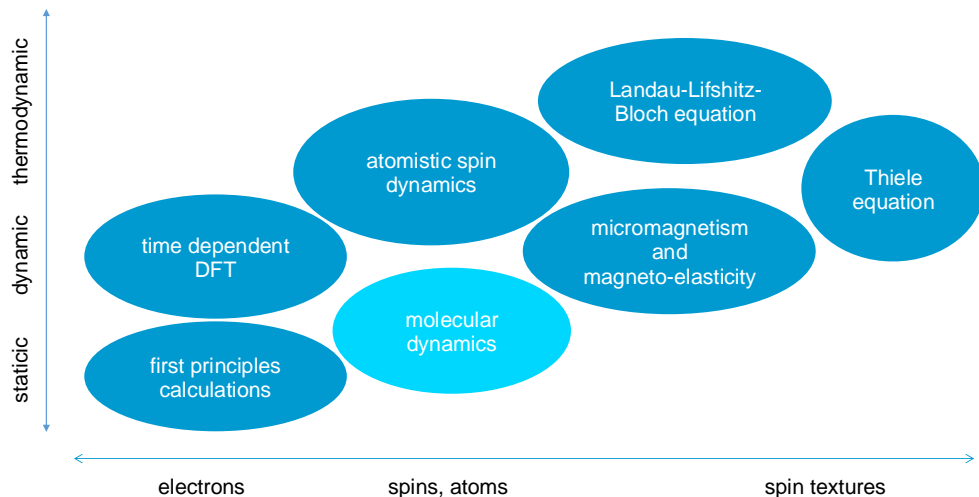 thermodynamic
dynamic
staticic
Landau-Lifshitz-
Bloch equation
atomistic spin
dynamics
Thiele
equation
time dependent
DFT
micromagnetism
and
magneto-elasticity
molecular
dynamics
first principles
calculations
electrons
spins, atoms
spin textures